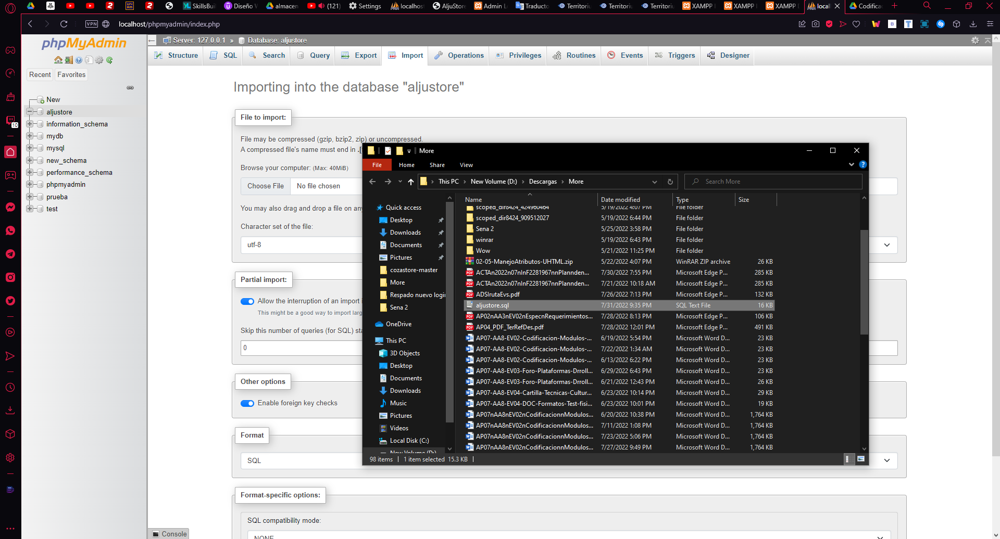 SkillsBui
Diseño W
almacen
(121)
Settings
localhos
AljuStore
Admin L
Traducto
Territoriu
Territoriu
Territoriu
XAMPP
XAMPP
XAMPP
local
Codifica
VPN
localhost/phpmyadmin/index.php
phpMyAdmin
Recent
Favorites
New
aljustore
information_schema
mydb
mysql
new_schema
performance_schema
phpmyadmin
prueba
test
10
Server: 127.0.0.1 » Database: aljustore
Structure
SQL
Search
Query
Export
Import
Operations
Privileges
Routines
Events
Triggers
Designer
Importing into the database "aljustore"
File to import:
File may be compressed (gzip, bzip2, zip) or uncompressed.
A compressed file's name must end in .[
Browse your computer: (Max: 40MiB)
Choose File
No file chosen
You may also drag and drop a file on any
Character set of the file:
utf-8
Partial import:
Allow the interruption of an import i
This might be a good way to import larg
Skip this number of queries (for SQL) sta
0
Other options
Enable foreign key checks
Format
SQL
Format-specific options:
SQL compatibility mode:
NONE
Console
More
File
Home
Share
View
This PC
New Volume (D:)
Descargas
More
Search More
Quick access
Desktop
Downloads
Documents
Pictures
cozastore-master
More
Respado nuevo login
Sena 2
OneDrive
This PC
3D Objects
Desktop
Documents
Downloads
Music
Pictures
Videos
Local Disk (C:)
New Volume (D:)
Name Date modified Type Size
scoped_dir8424_424960464 5/19/2022 4:07 PM File folder
scoped_dir8424_909512027 5/19/2022 6:44 PM File folder
Sena 2 5/25/2022 3:58 PM File folder
winrar 5/19/2022 6:43 PM File folder
Wow 5/21/2022 11:25 PM File folder
02-05-ManejoAtributos-UHTML.zip 5/22/2022 4:07 PM WinRAR ZIP archive 26 KB
ACTAn2022n07nInF2281967nnPlannden... 7/30/2022 7:55 PM Microsoft Edge P... 285 KB
ACTAn2022n07nInF2281967nnPlannden... 7/21/2022 10:18 AM Microsoft Edge P... 285 KB
ADSIrutaEvs.pdf 7/26/2022 7:13 PM Microsoft Edge P... 132 KB
aljustore.sql 7/31/2022 9:35 PM SQL Text File 16 KB
AP02nAA3nEV02nEspecnRequerimientos... 7/28/2022 8:13 PM Microsoft Edge P... 106 KB
AP04_PDF_TerRefDes.pdf 7/28/2022 12:01 PM Microsoft Edge P... 491 KB
AP07-AA8-EV02-Codificacion-Modulos-... 6/19/2022 5:54 PM Microsoft Word D... 23 KB
AP07-AA8-EV02-Codificacion-Modulos-... 7/22/2022 1:34 AM Microsoft Word D... 23 KB
AP07-AA8-EV02-Codificacion-Modulos-... 6/13/2022 6:22 PM Microsoft Word D... 23 KB
AP07-AA8-EV03-Foro-Plataformas-Drroll... 6/29/2022 6:43 PM Microsoft Word D... 23 KB
AP07-AA8-EV03-Foro-Plataformas-Drroll... 6/21/2022 12:43 PM Microsoft Word D... 26 KB
AP07-AA8-EV04-Cartilla-Tecnicas-Cultur... 6/23/2022 10:14 PM Microsoft Word D... 29 KB
AP07-AA8-EV04-DOC-Formatos-Test-fisi... 6/23/2022 10:01 PM Microsoft Word D... 19 KB
AP07nAA8nEV02nCodificacionnModulos... 6/20/2022 10:38 PM Microsoft Word D... 1,764 KB
AP07nAA8nEV02nCodificacionnModulos... 7/11/2022 1:08 PM Microsoft Word D... 1,764 KB
AP07nAA8nEV02nCodificacionnModulos... 7/23/2022 5:06 PM Microsoft Word D... 1,764 KB
AP07nAA8nEV02nCodificacionnModulos... 7/27/2022 9:49 PM Microsoft Word D... 1,764 KB
98 items
1 item selected 15.3 KB